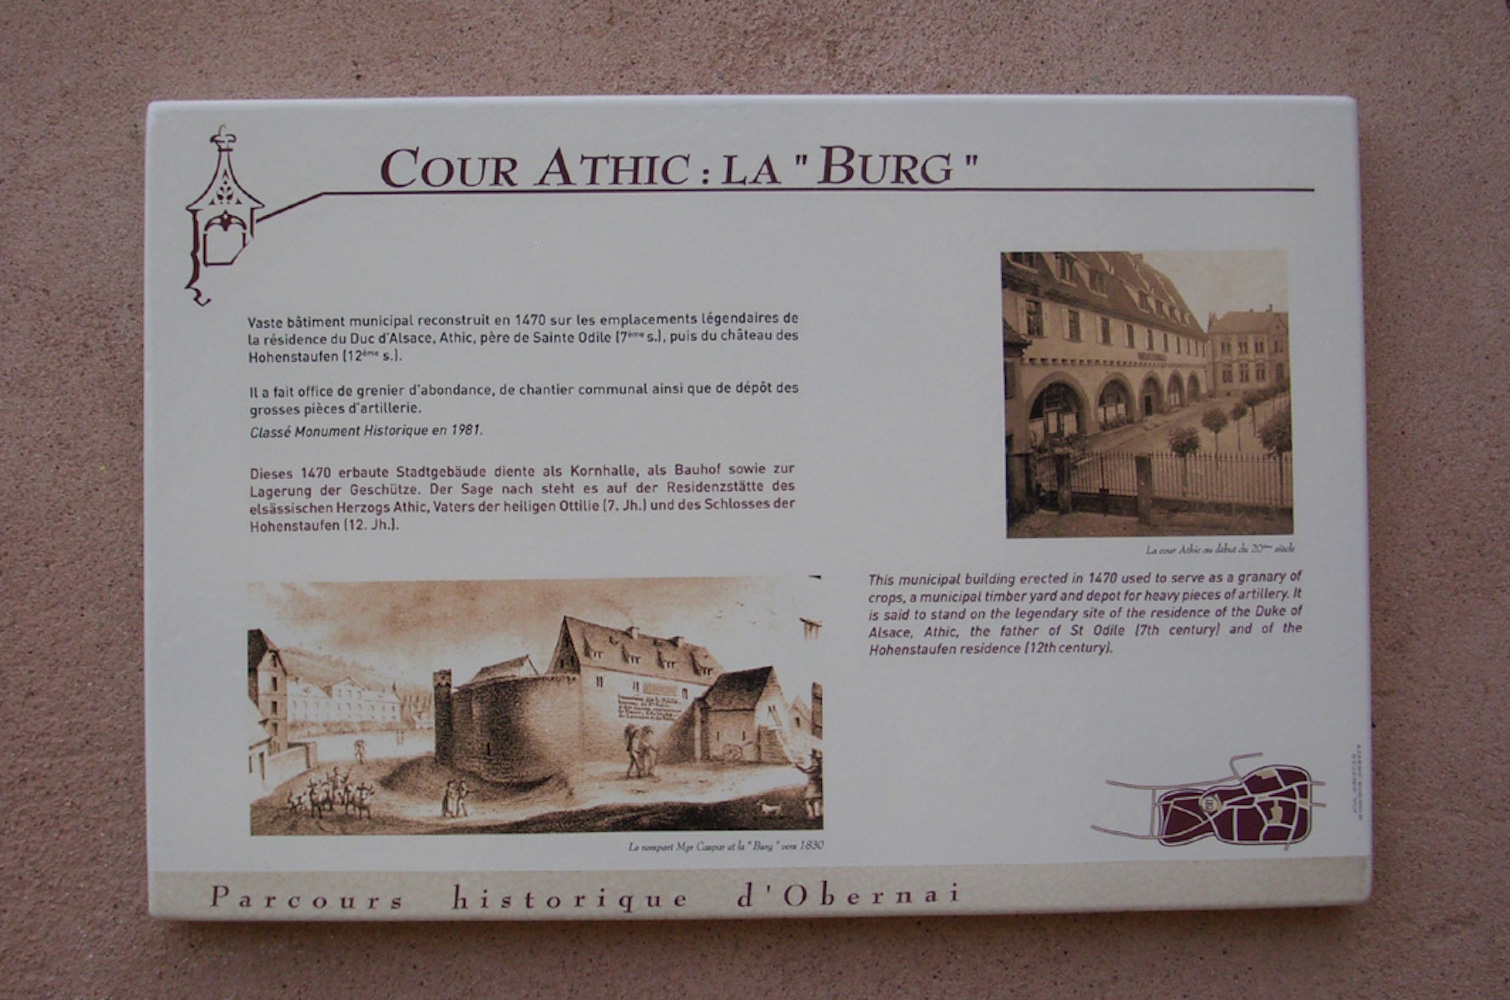 COUR ATHIC : LA " BURG "
Vaste bâtiment municipal reconstruit en 1470 sur les emplacements légendaires de
la résidence du Duc d'Alsace, Athic, père de Sainte Odile (7ème s.), puis du château des
Hohenstaufen (12ème s.).
Il a fait office de grenier d'abondance, de chantier communal ainsi que de dépôt des
grosses pièces d'artillerie.
Classé Monument Historique en 1981.
Dieses 1470 erbaute Stadtgebäude diente als Kornhalle, als Bauhof sowie zur
Lagerung der Geschütze. Der Sage nach steht es auf der Residenzstätte des
elsässischen Herzogs Athic, Vaters der heiligen Ottilie (7. Jh.) und des Schlosses der
Hohenstaufen (12. Jh.).
La cour Athic au début du 20ème siècle
This municipal building erected in 1470 used to serve as a granary of
crops, a municipal timber yard and depot for heavy pieces of artillery. It
is said to stand on the legendary site of the residence of the Duke of
Alsace, Athic, the father of St Odile (7th century) and of the
Hohenstaufen residence (12th century).
Le rempart Mgr Caspar et la " Burg " vers 1830
Parcours historique d'Obernai